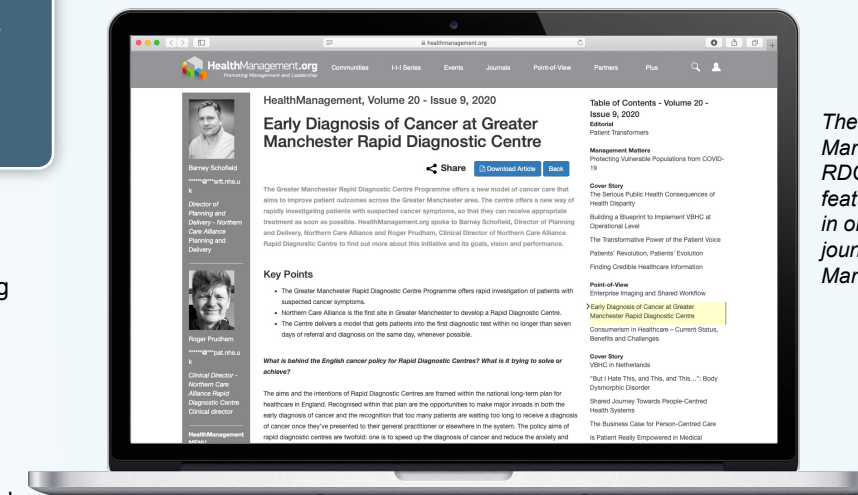 healthmanagement.org
HealthManagement.org
Promoting Management and Leadership
Communities
I-I-I Series
Events
Journals
Point-of-View
Partners
Plus
Barney Schofield
******@***srft.nhs.u
k
Director of
Planning and
Delivery - Northern
Care Alliance
Planning and
Delivery
Roger Prudham
******@***pat.nhs.u
k
Clinical Director -
Northern Care
Alliance Rapid
Diagnostic Centre
Clinical director
HealthManagement
HealthManagement, Volume 20 - Issue 9, 2020
Early Diagnosis of Cancer at Greater
Manchester Rapid Diagnostic Centre
Share
Download Article
Back
The Greater Manchester Rapid Diagnostic Centre Programme offers a new model of cancer care that
aims to improve patient outcomes across the Greater Manchester area. The centre offers a new way of
rapidly investigating patients with suspected cancer symptoms, so that they can receive appropriate
treatment as soon as possible. HealthManagement.org spoke to Barney Schofield, Director of Planning
and Delivery, Northern Care Alliance and Roger Prudham, Clinical Director of Northern Care Alliance
Rapid Diagnostic Centre to find out more about this initiative and its goals, vision and performance.
Key Points
• The Greater Manchester Rapid Diagnostic Centre Programme offers rapid investigation of patients with
suspected cancer symptoms.
• Northern Care Alliance is the first site in Greater Manchester to develop a Rapid Diagnostic Centre.
• The Centre delivers a model that gets patients into the first diagnostic test within no longer than seven
days of referral and diagnosis on the same day, whenever possible.
What is behind the English cancer policy for Rapid Diagnostic Centres? What is it trying to solve or
achieve?
The aims and the intentions of Rapid Diagnostic Centres are framed within the national long-term plan for
healthcare in England. Recognised within that plan are the opportunities to make major inroads in both the
early diagnosis of cancer and the recognition that too many patients are waiting too long to receive a diagnosis
of cancer once they've presented to their general practitioner or elsewhere in the system. The policy aims of
rapid diagnostic centres are twofold: one is to speed up the diagnosis of cancer and reduce the anxiety and
Table of Contents - Volume 20 -
Issue 9, 2020
Editorial
Patient Transformers
Management Matters
Protecting Vulnerable Populations from COVID-
19
Cover Story
The Serious Public Health Consequences of
Health Disparity
Building a Blueprint to Implement VBHC at
Operational Level
The Transformative Power of the Patient Voice
Patients' Revolution, Patients' Evolution
Finding Credible Healthcare Information
Point-of-View
Enterprise Imaging and Shared Workflow
Early Diagnosis of Cancer at Greater
Manchester Rapid Diagnostic Centre
Consumerism in Healthcare – Current Status,
Benefits and Challenges
Cover Story
VBHC in Netherlands
"But I Hate This, and This, and This…": Body
Dysmorphic Disorder
Shared Journey Towards People-Centred
Health Systems
The Business Case for Person-Centred Care
Is Patient Really Empowered in Medical
The